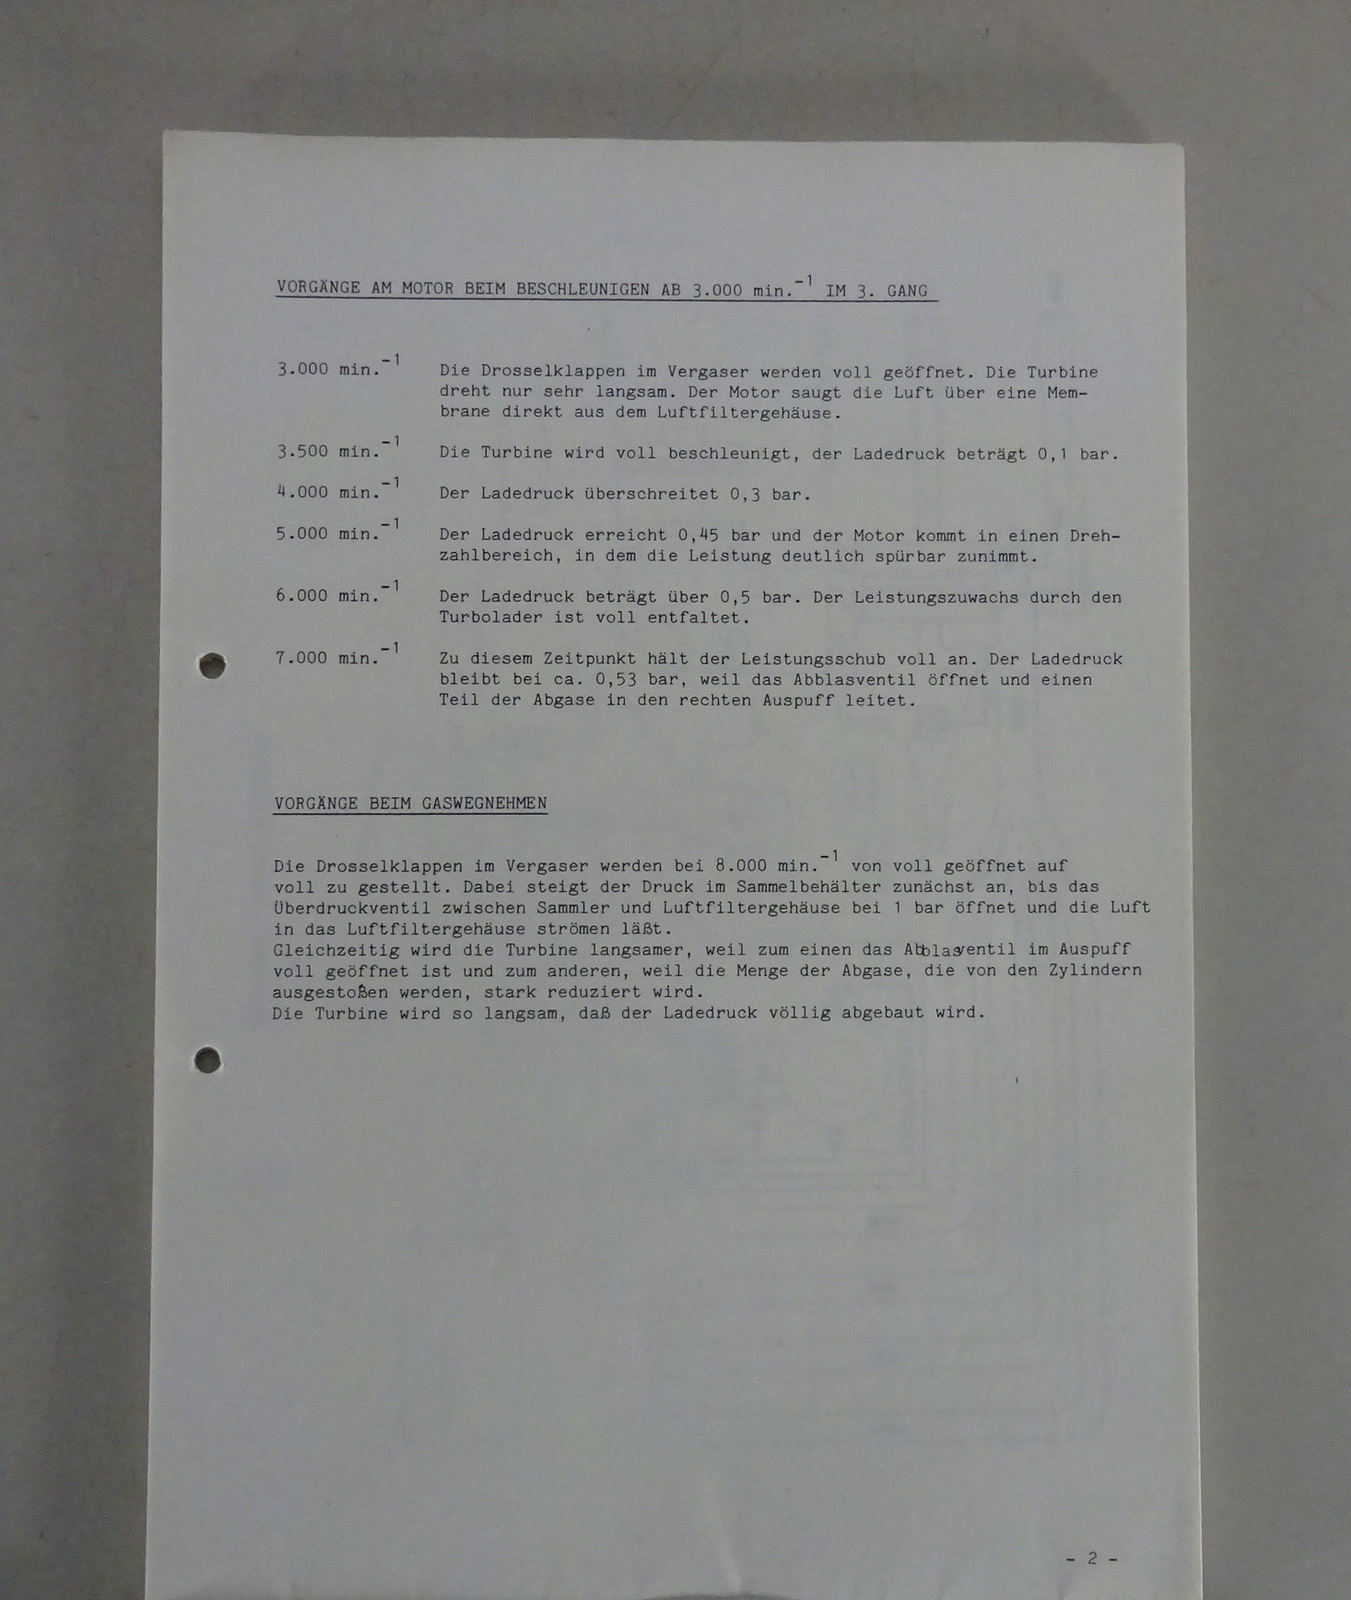 VORGÄNGE AM MOTOR BEIM BESCHLEUNIGEN AB 3.000 min.⁻¹ IM 3. GANG
3.000 min.⁻¹ Die Drosselklappen im Vergaser werden voll geöffnet. Die Turbine
dreht nur sehr langsam. Der Motor saugt die Luft über eine Mem-
brane direkt aus dem Luftfiltergehäuse.
3.500 min.⁻¹ Die Turbine wird voll beschleunigt, der Ladedruck beträgt 0,1 bar.
4.000 min.⁻¹ Der Ladedruck überschreitet 0,3 bar.
5.000 min.⁻¹ Der Ladedruck erreicht 0,45 bar und der Motor kommt in einen Dreh-
zahlbereich, in dem die Leistung deutlich spürbar zunimmt.
6.000 min.⁻¹ Der Ladedruck beträgt über 0,5 bar. Der Leistungszuwachs durch den
Turbolader ist voll entfaltet.
7.000 min.⁻¹ Zu diesem Zeitpunkt hält der Leistungsschub voll an. Der Ladedruck
bleibt bei ca. 0,53 bar, weil das Abblasventil öffnet und einen
Teil der Abgase in den rechten Auspuff leitet.
VORGÄNGE BEIM GASWEGNEHMEN
Die Drosselklappen im Vergaser werden bei 8.000 min.⁻¹ von voll geöffnet auf
voll zu gestellt. Dabei steigt der Druck im Sammelbehälter zunächst an, bis das
Überdruckventil zwischen Sammler und Luftfiltergehäuse bei 1 bar öffnet und die Luft
in das Luftfiltergehäuse strömen läßt.
Gleichzeitig wird die Turbine langsamer, weil zum einen das Abblasventil im Auspuff
voll geöffnet ist und zum anderen, weil die Menge der Abgase, die von den Zylindern
ausgestoßen werden, stark reduziert wird.
Die Turbine wird so langsam, daß der Ladedruck völlig abgebaut wird.
- 2 -